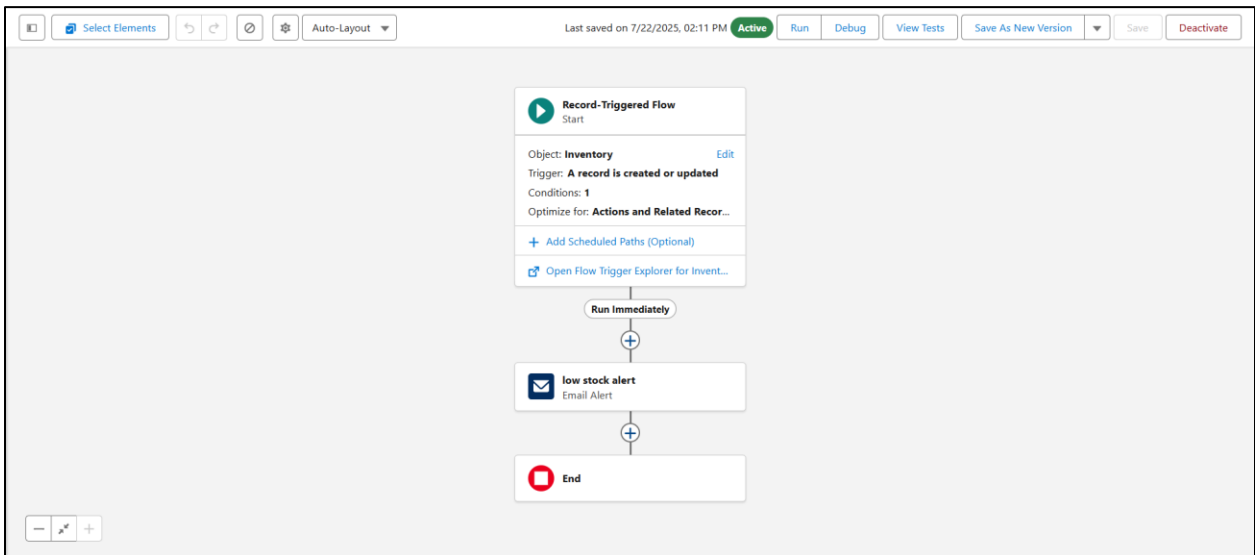 Select Elements
Auto-Layout
Last saved on 7/22/2025, 02:11 PM
Active
Run
Debug
View Tests
Save As New Version
Save
Deactivate
Record-Triggered Flow
Start
Object: Inventory
Edit
Trigger: A record is created or updated
Conditions: 1
Optimize for: Actions and Related Recor...
+ Add Scheduled Paths (Optional)
Open Flow Trigger Explorer for Invent...
Run Immediately
low stock alert
Email Alert
End